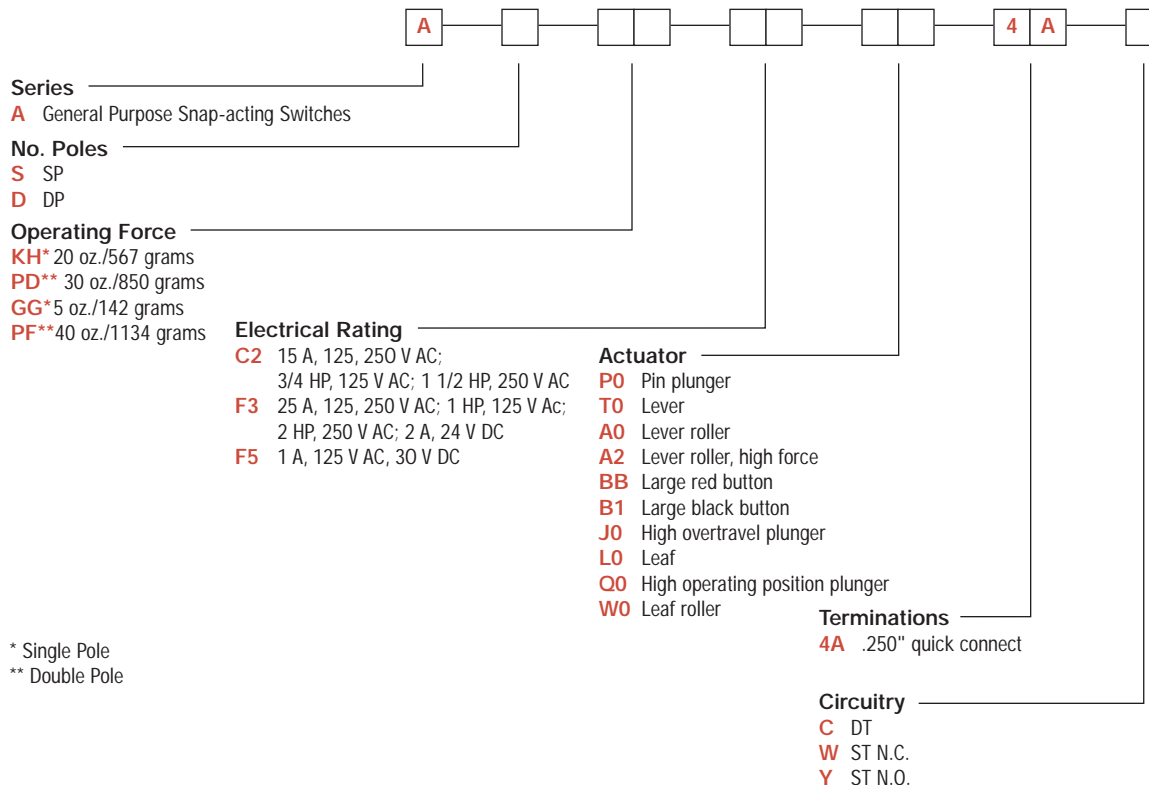 A 4 A
Series
A General Purpose Snap-acting Switches
No. Poles
S SP
D DP
Operating Force
KH* 20 oz./567 grams
PD** 30 oz./850 grams
GG* 5 oz./142 grams
PF** 40 oz./1134 grams
Electrical Rating
C2 15 A, 125, 250 V AC;
3/4 HP, 125 V AC; 1 1/2 HP, 250 V AC
F3 25 A, 125, 250 V AC; 1 HP, 125 V Ac;
2 HP, 250 V AC; 2 A, 24 V DC
F5 1 A, 125 V AC, 30 V DC
Actuator
P0 Pin plunger
T0 Lever
A0 Lever roller
A2 Lever roller, high force
BB Large red button
B1 Large black button
J0 High overtravel plunger
L0 Leaf
Q0 High operating position plunger
W0 Leaf roller
Terminations
4A .250" quick connect
* Single Pole
** Double Pole
Circuitry
C DT
W ST N.C.
Y ST N.O.